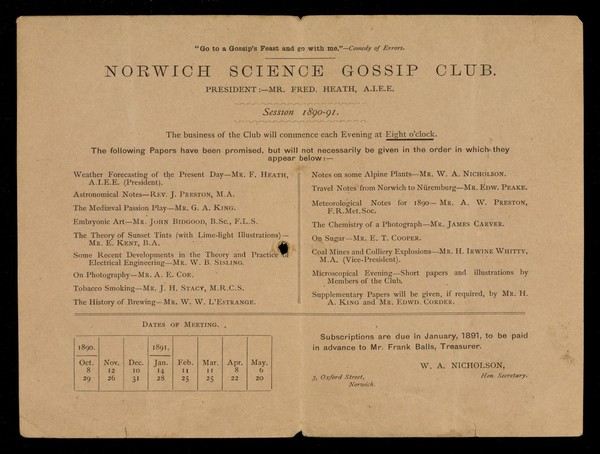 "Go to a Gossip's Feast and go with me,"—Comedy of Errors.
NORWICH SCIENCE GOSSIP CLUB.
PRESIDENT:—MR. FRED. HEATH, A.I.E.E.
Session 1890-91.
The business of the Club will commence each Evening at Eight o'clock.
The following Papers have been promised, but will not necessarily be given in the order in which they
appear below:—
Weather Forecasting of the Present Day—MR. F. HEATH,
A.I.E.E. (President).
Astronomical Notes—REV. J. PRESTON, M.A.
The Mediæval Passion Play—MR. G. A. KING.
Embryonic Art—MR. JOHN BIDGOOD, B.Sc., F.L.S.
The Theory of Sunset Tints (with Lime-light Illustrations)—
MR. E. KENT, B.A.
Some Recent Developments in the Theory and Practice of
Electrical Engineering—MR. W. B. SISLING.
On Photography—MR. A. E. COE.
Tobacco Smoking—MR. J. H. STACY, M.R.C.S.
The History of Brewing—MR. W. W. L'ESTRANGE.
Notes on some Alpine Plants—MR. W. A. NICHOLSON.
Travel Notes from Norwich to Nüremburg—MR. EDW. PEAKE.
Meteorological Notes for 1890—MR. A. W. PRESTON,
F.R.Met.Soc.
The Chemistry of a Photograph—MR. JAMES CARVER.
On Sugar—MR. E. T. COOPER.
Coal Mines and Colliery Explosions—MR. H. IRWINE WHITTY,
M.A. (Vice-President).
Microscopical Evening—Short papers and illustrations by
Members of the Club.
Supplementary Papers will be given, if required, by MR. H.
A. KING and MR. EDWD. CORDER.
DATES OF MEETING.
1890. 1891.
Oct. Nov. Dec. Jan. Feb. Mar. Apr. May.
8 12 10 14 11 11 8 6
29 26 31 28 25 25 22 20
Subscriptions are due in January, 1891, to be paid
in advance to Mr. Frank Balls, Treasurer.
W. A. NICHOLSON,
3, Oxford Street, Hon. Secretary.
Norwich.